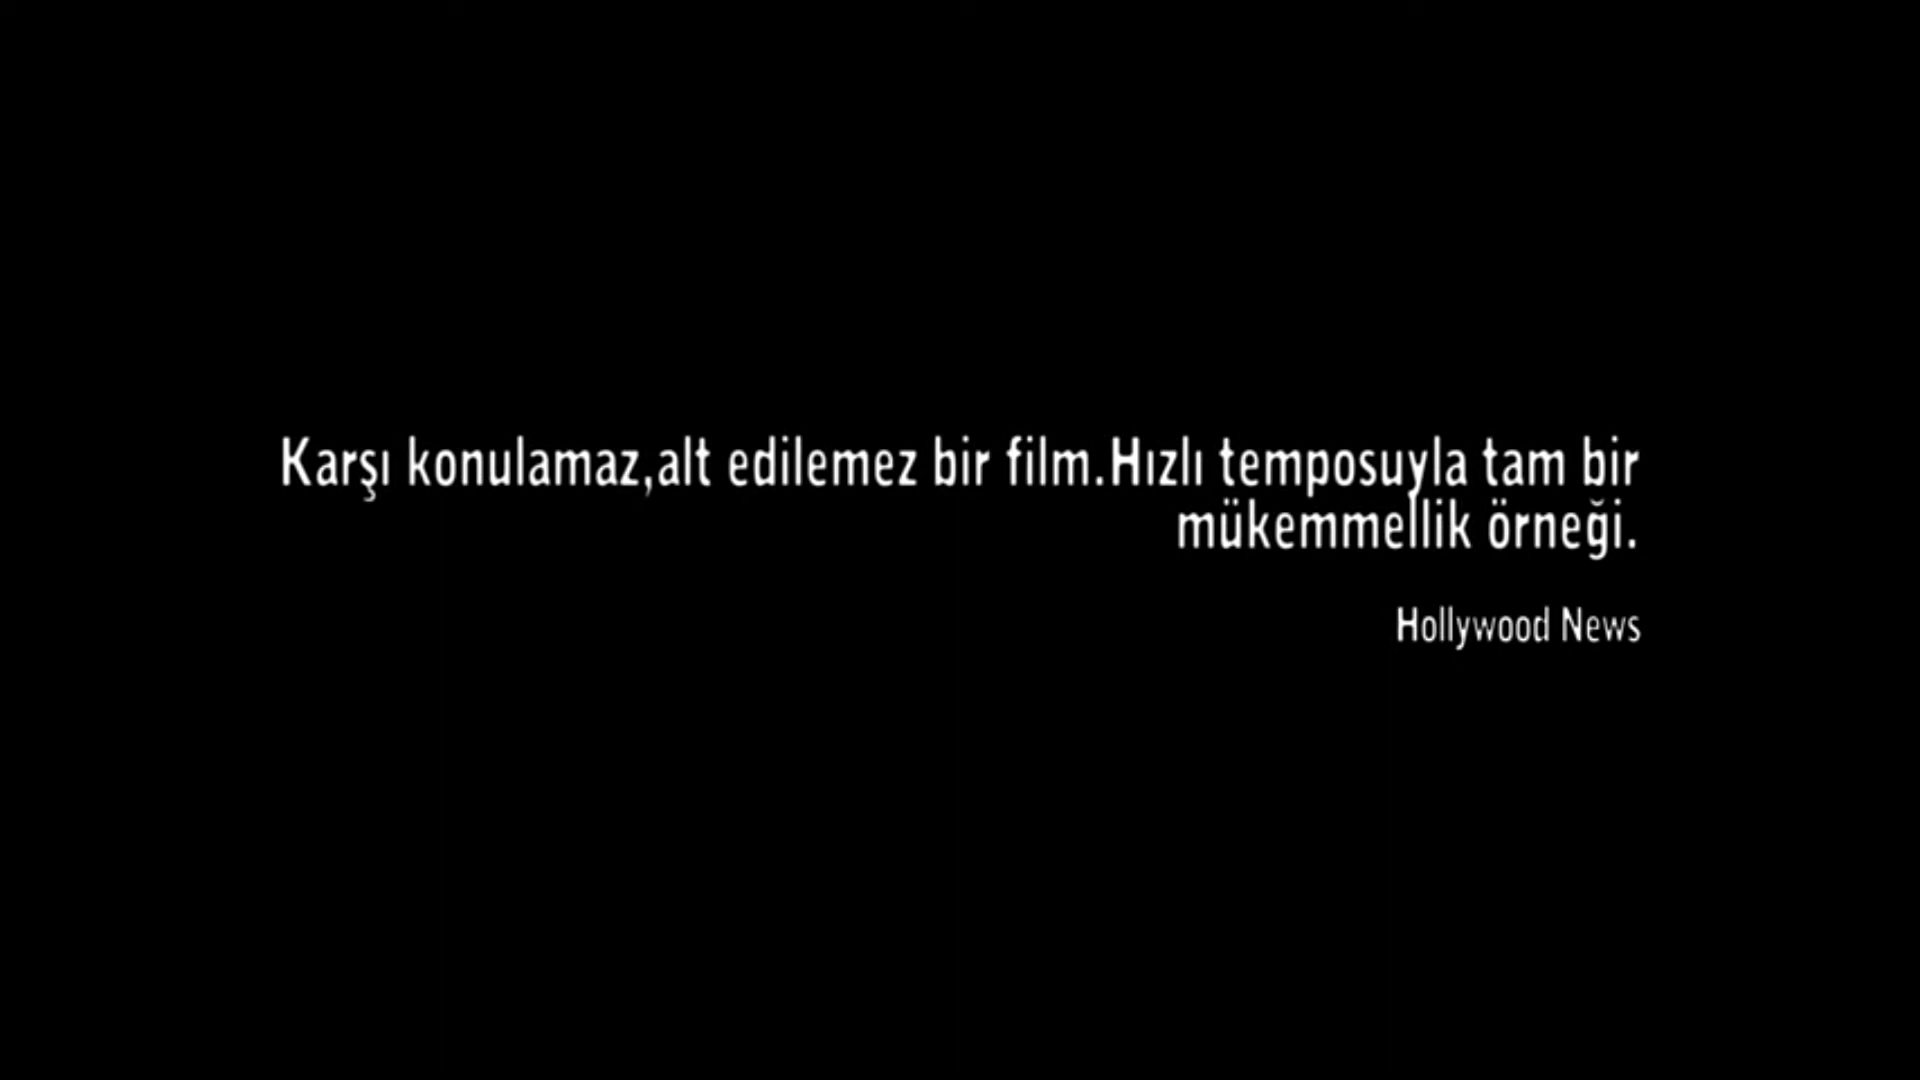 Karşı konulamaz,alt edilemez bir film.Hızlı temposuyla tam bir
mükemmellik örneği.
Hollywood News